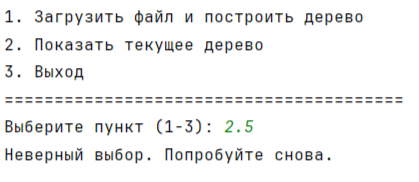 1. Загрузить файл и построить дерево
2. Показать текущее дерево
3. Выход
========================================
Выберите пункт (1-3): 2.5
Неверный выбор. Попробуйте снова.